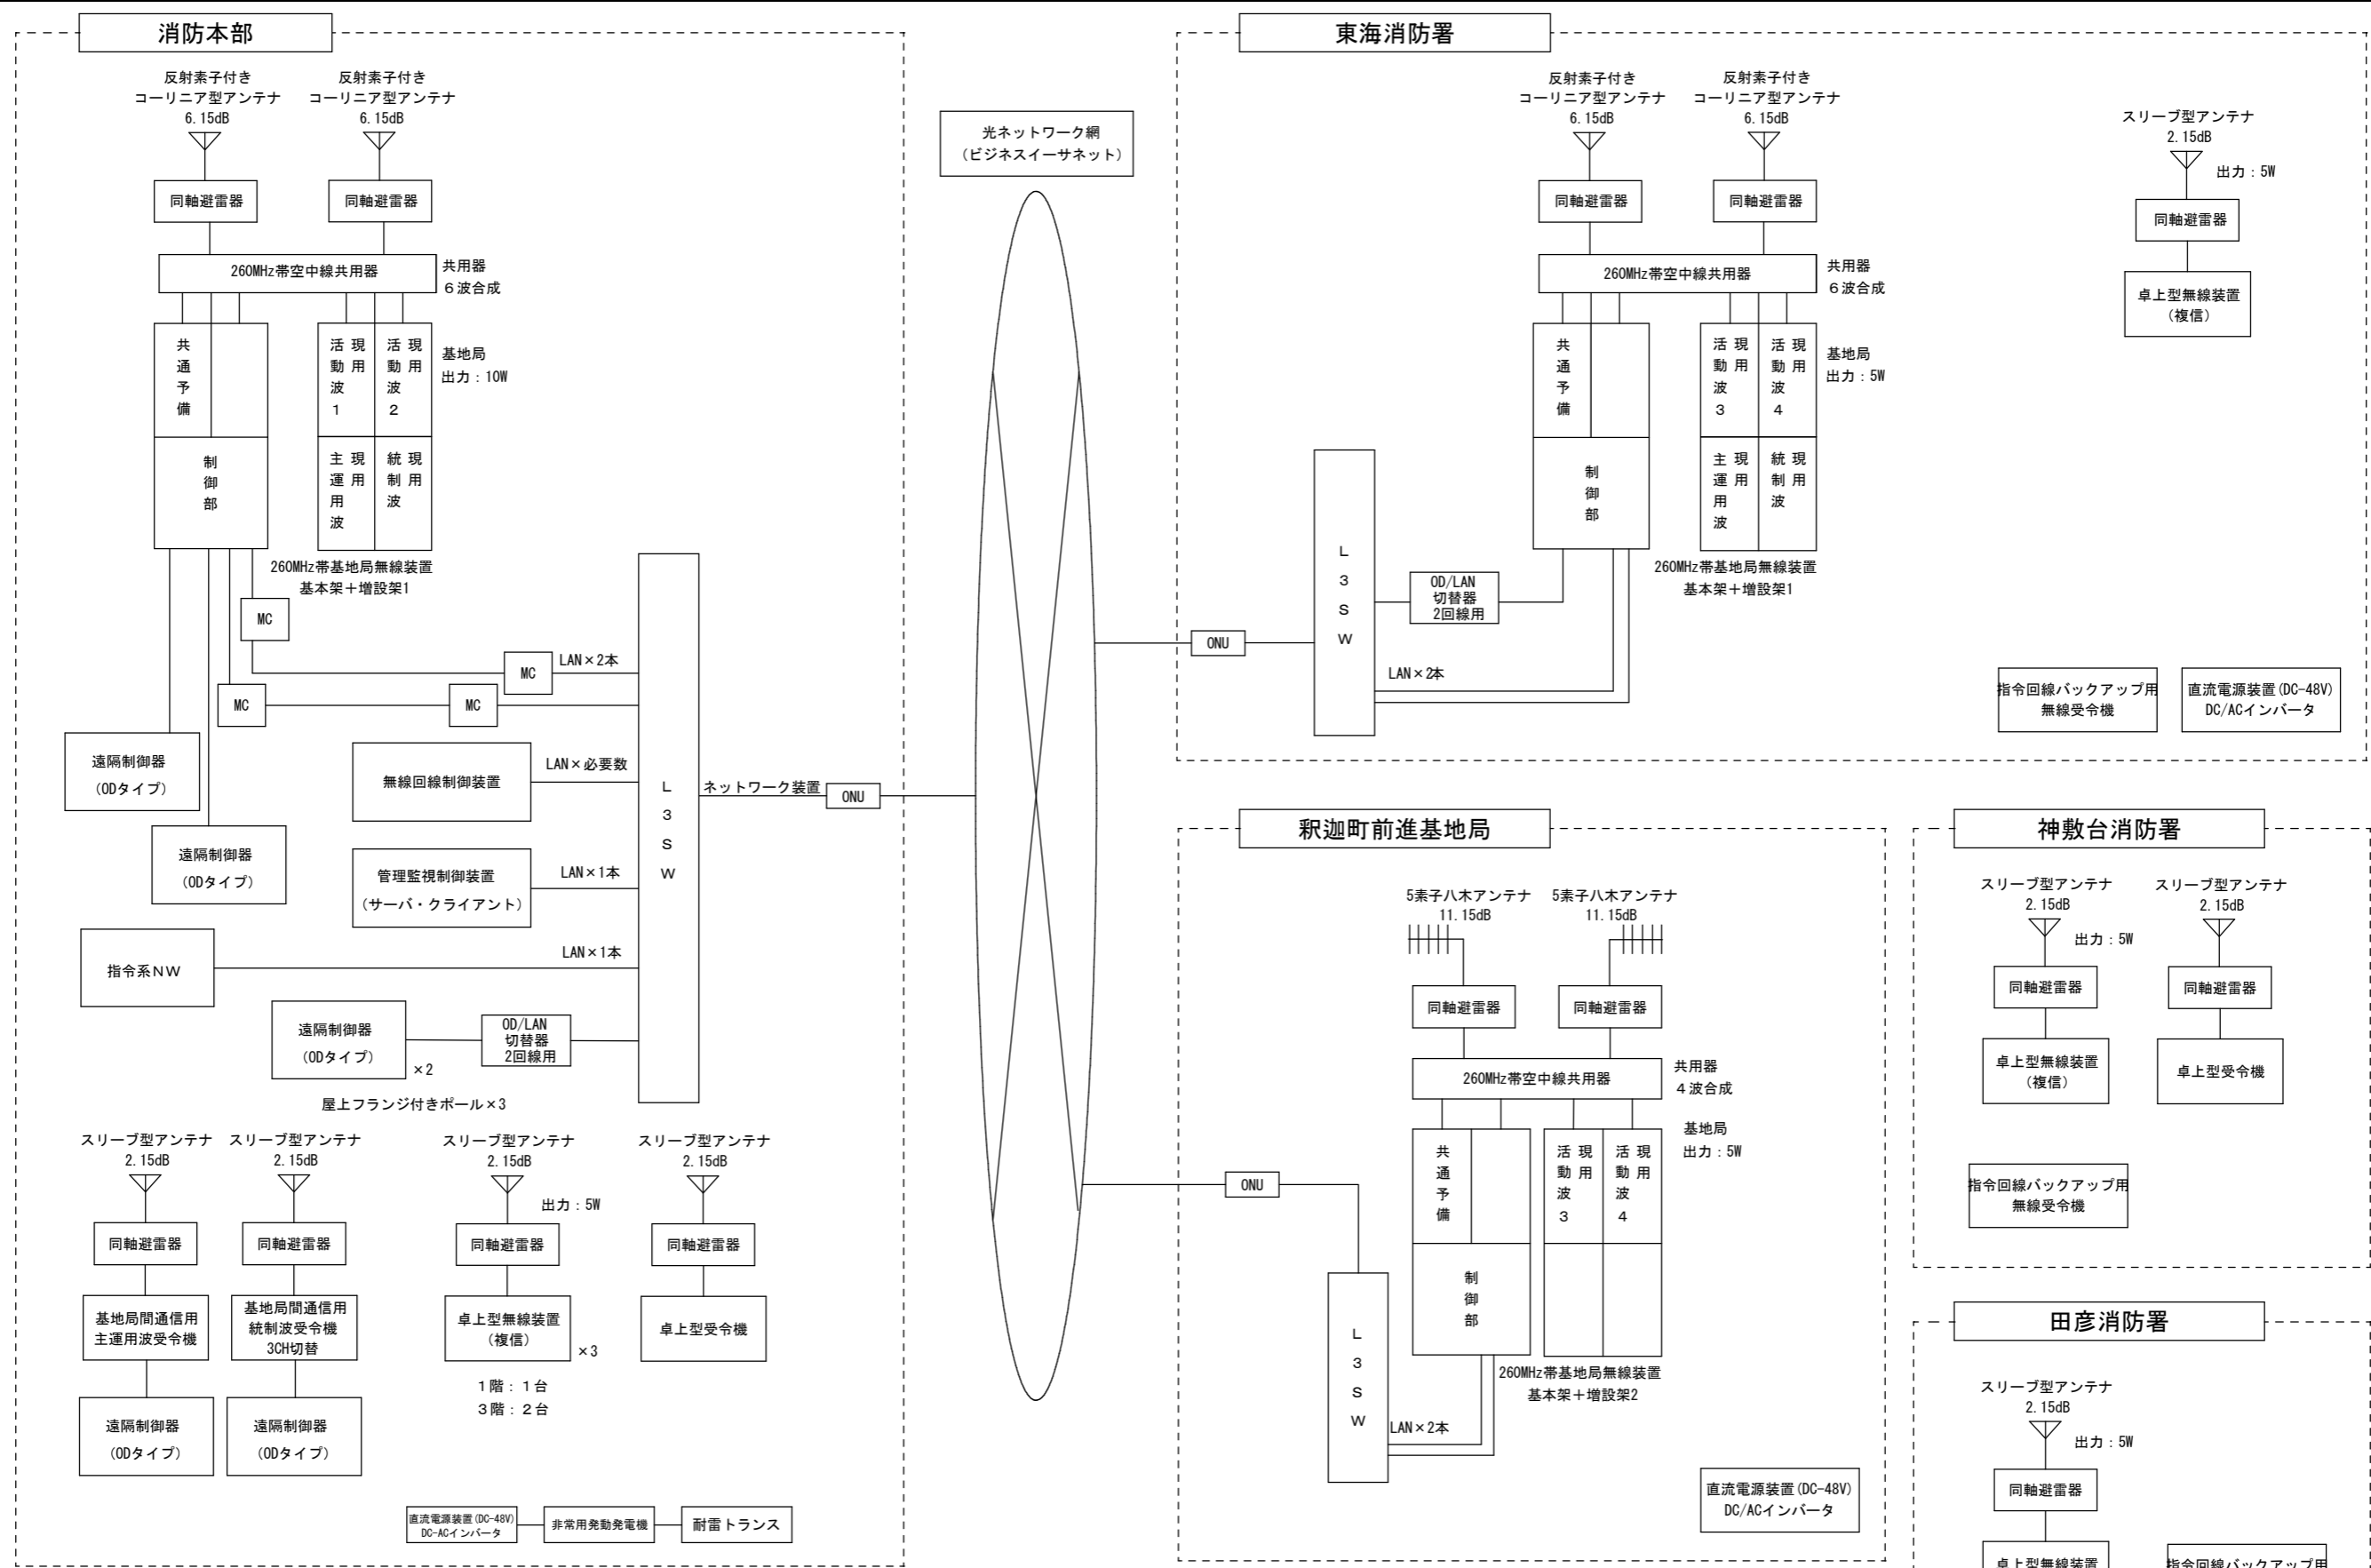 消防本部
反射素子付き
コーリニア型アンテナ
6.15dB
反射素子付き
コーリニア型アンテナ
6.15dB
同軸避雷器
同軸避雷器
260MHz帯空中線共用器
共用器
６波合成
共通予備
現用
活動波１
現用
活動波２
基地局
出力：10W
制御部
現用
主運用波
現用
統制波
260MHz帯基地局無線装置
基本架＋増設架1
MC
MC
LAN×2本
MC
MC
遠隔制御器
(ODタイプ)
遠隔制御器
(ODタイプ)
無線回線制御装置
LAN×必要数
管理監視制御装置
(サーバ・クライアント)
LAN×1本
指令系ＮＷ
LAN×1本
遠隔制御器
(ODタイプ)
×2
OD/LAN
切替器
2回線用
Ｌ３ＳＷ
ネットワーク装置
ONU
屋上フランジ付きポール×3
スリーブ型アンテナ
2.15dB
同軸避雷器
基地局間通信用
主運用波受令機
遠隔制御器
(ODタイプ)
スリーブ型アンテナ
2.15dB
同軸避雷器
基地局間通信用
統制波受令機
3CH切替
遠隔制御器
(ODタイプ)
スリーブ型アンテナ
2.15dB
出力：5W
同軸避雷器
卓上型無線装置
(複信)
×3
１階：１台
３階：２台
スリーブ型アンテナ
2.15dB
同軸避雷器
卓上型受令機
直流電源装置(DC-48V)
DC-ACインバータ
非常用発動発電機
耐雷トランス
光ネットワーク網
(ビジネスイーサネット)
東海消防署
反射素子付き
コーリニア型アンテナ
6.15dB
反射素子付き
コーリニア型アンテナ
6.15dB
同軸避雷器
同軸避雷器
260MHz帯空中線共用器
共用器
６波合成
共通予備
現用
活動波３
現用
活動波４
基地局
出力：5W
制御部
現用
主運用波
現用
統制波
260MHz帯基地局無線装置
基本架＋増設架1
Ｌ３ＳＷ
OD/LAN
切替器
2回線用
ONU
LAN×2本
スリーブ型アンテナ
2.15dB
出力：5W
同軸避雷器
卓上型無線装置
(複信)
指令回線バックアップ用
無線受令機
直流電源装置(DC-48V)
DC/ACインバータ
釈迦町前進基地局
5素子八木アンテナ
11.15dB
5素子八木アンテナ
11.15dB
同軸避雷器
同軸避雷器
260MHz帯空中線共用器
共用器
４波合成
共通予備
現用
活動波３
現用
活動波４
基地局
出力：5W
制御部
260MHz帯基地局無線装置
基本架＋増設架2
ONU
Ｌ３ＳＷ
LAN×2本
直流電源装置(DC-48V)
DC/ACインバータ
神敷台消防署
スリーブ型アンテナ
2.15dB
出力：5W
同軸避雷器
卓上型無線装置
(複信)
スリーブ型アンテナ
2.15dB
同軸避雷器
卓上型受令機
指令回線バックアップ用
無線受令機
田彦消防署
スリーブ型アンテナ
2.15dB
出力：5W
同軸避雷器
卓上型無線装置
指令回線バックアップ用